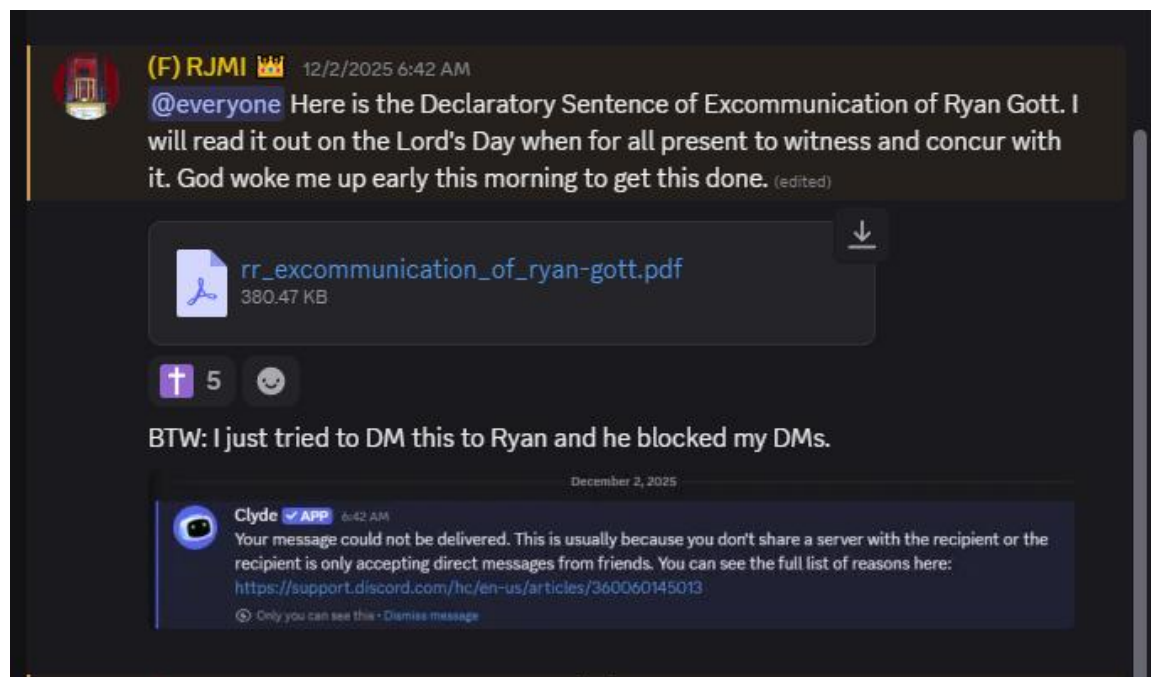 (F) RJMI 👑 12/2/2025 6:42 AM
@everyone Here is the Declaratory Sentence of Excommunication of Ryan Gott. I
will read it out on the Lord's Day when for all present to witness and concur with
it. God woke me up early this morning to get this done. (edited)
rr_excommunication_of_ryan-gott.pdf
380.47 KB
5
BTW: I just tried to DM this to Ryan and he blocked my DMs.
December 2, 2025
Clyde ✓ APP 6:42 AM
Your message could not be delivered. This is usually because you don't share a server with the recipient or the
recipient is only accepting direct messages from friends. You can see the full list of reasons here:
https://support.discord.com/hc/en-us/articles/360060145013
Only you can see this • Dismiss message